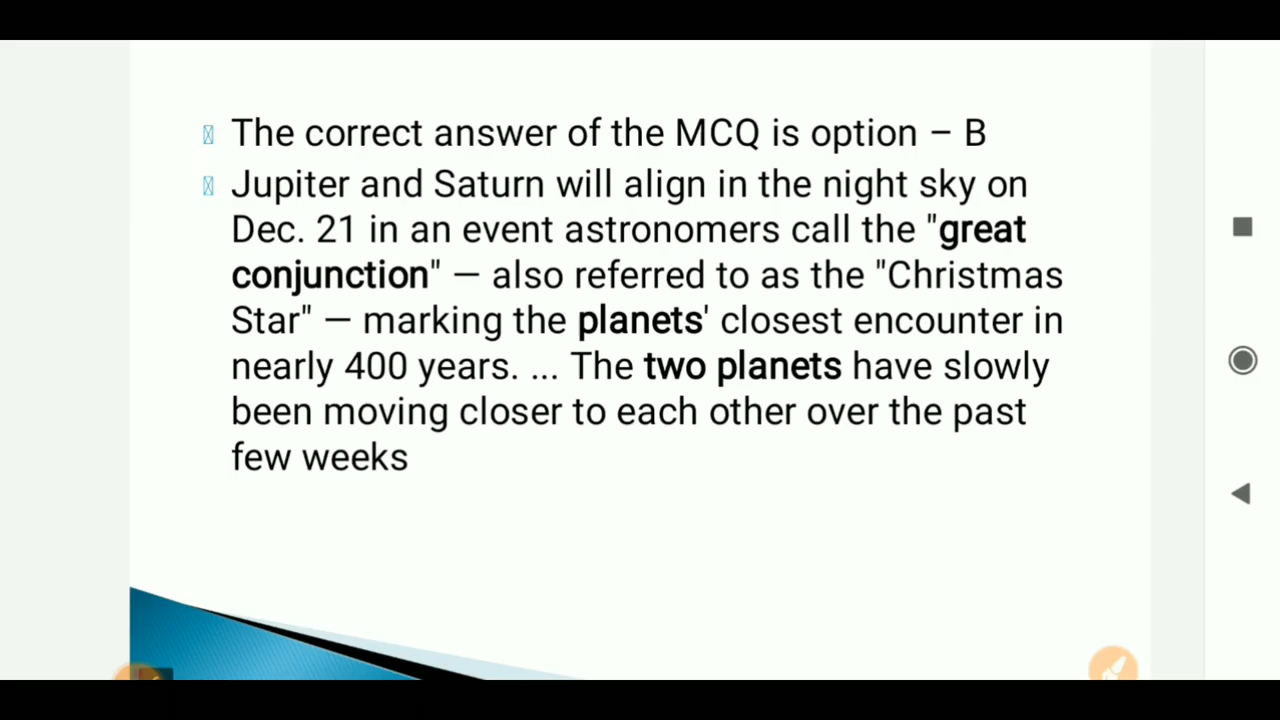 The correct answer of the MCQ is option – B
Jupiter and Saturn will align in the night sky on
Dec. 21 in an event astronomers call the "great
conjunction" — also referred to as the "Christmas
Star" — marking the planets' closest encounter in
nearly 400 years. ... The two planets have slowly
been moving closer to each other over the past
few weeks